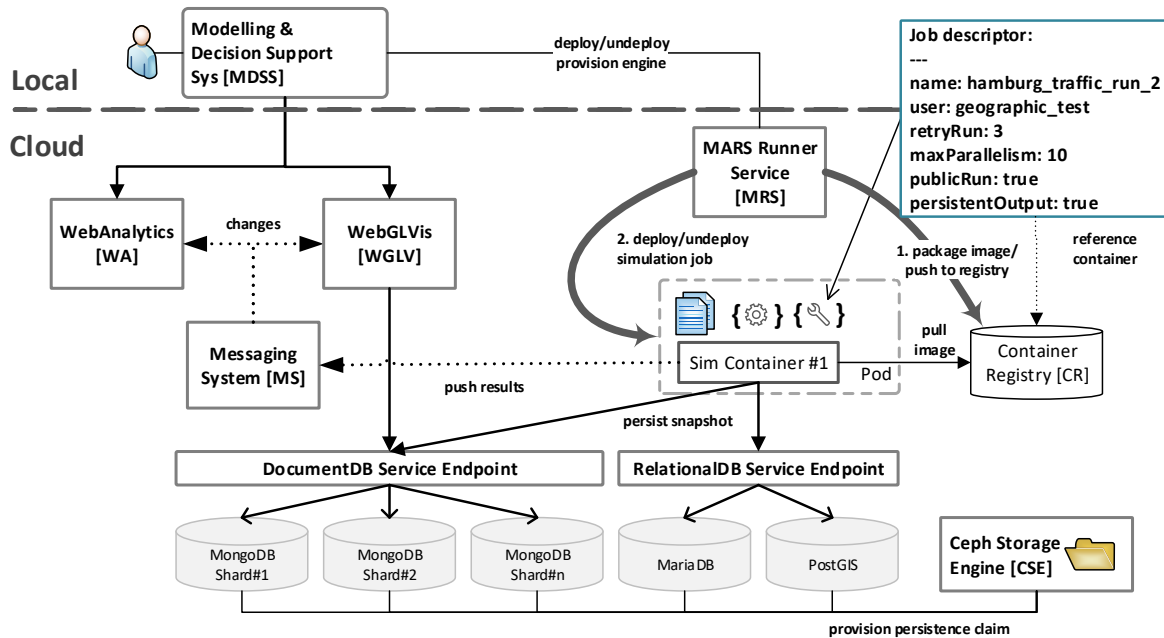 Modelling &
Decision Support
Sys [MDSS]
deploy/undeploy
provision engine
Job descriptor:
---
name: hamburg_traffic_run_2
user: geographic_test
retryRun: 3
maxParallelism: 10
publicRun: true
persistentOutput: true
Local
Cloud
MARS Runner
Service
[MRS]
WebAnalytics
[WA]
changes
WebGLVis
[WGLV]
2. deploy/undeploy
simulation job
1. package image/
push to registry
reference
container
{ } { }
Messaging
System [MS]
push results
Sim Container #1
Pod
pull
image
Container
Registry [CR]
persist snapshot
DocumentDB Service Endpoint
RelationalDB Service Endpoint
MongoDB
Shard#1
MongoDB
Shard#2
MongoDB
Shard#n
MariaDB
PostGIS
Ceph Storage
Engine [CSE]
provision persistence claim